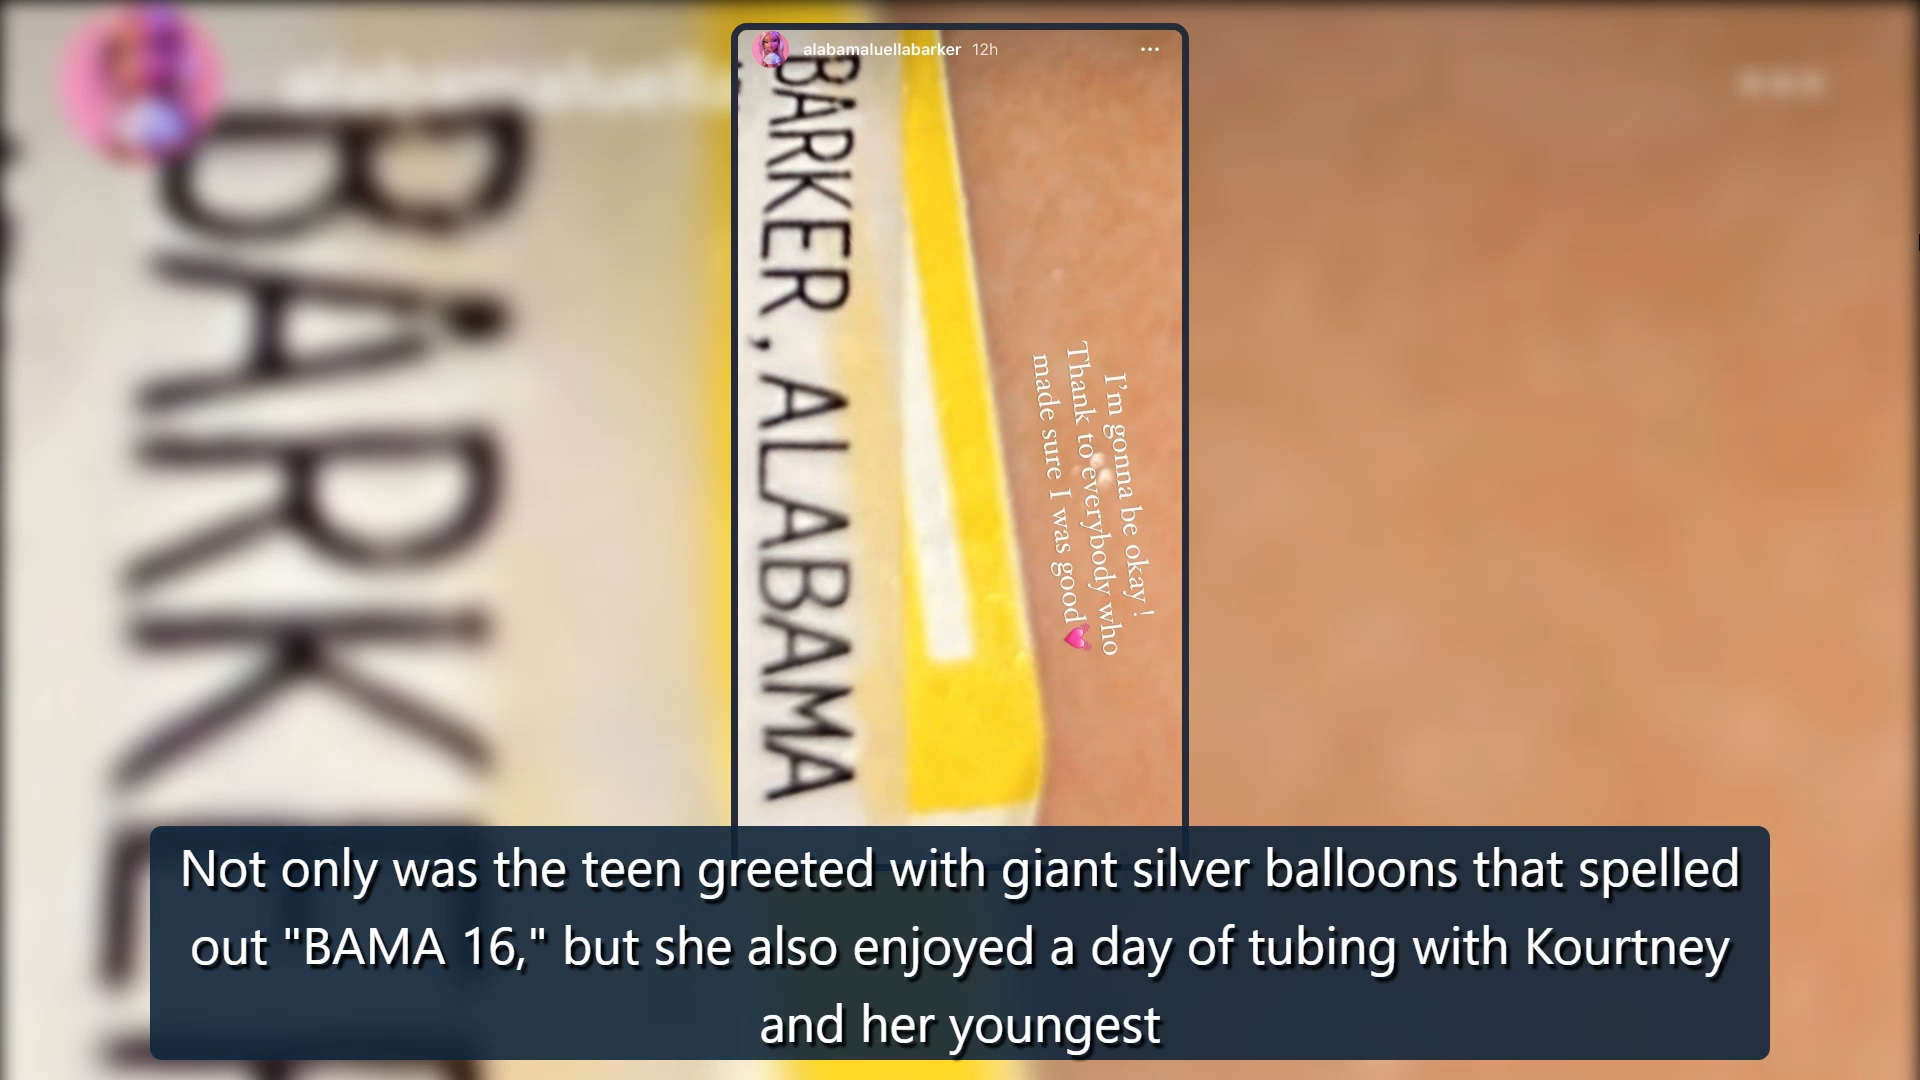 alabamaluellabarker 12h
BARKER, ALABAMA
I'm gonna be okay!
Thank to everybody who
made sure I was good💓
Not only was the teen greeted with giant silver balloons that spelled
out "BAMA 16," but she also enjoyed a day of tubing with Kourtney
and her youngest